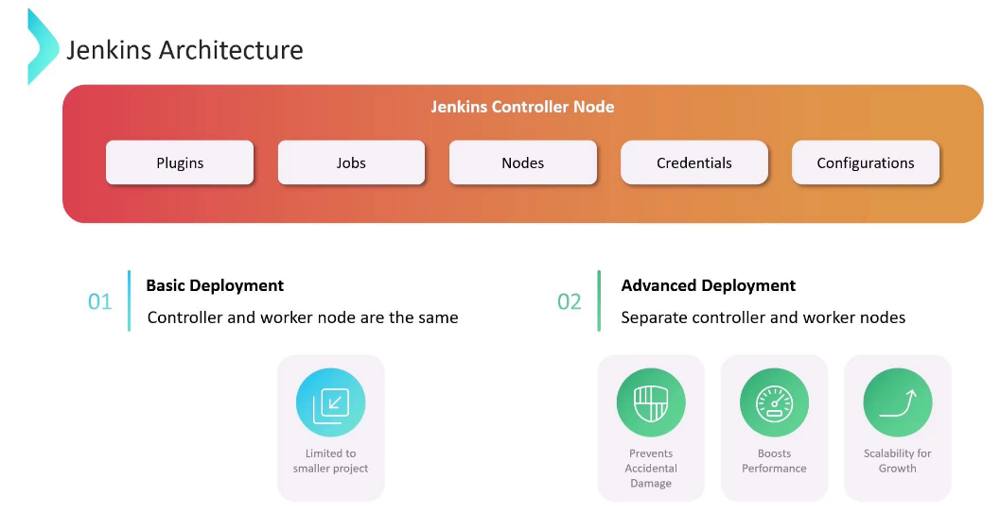 Jenkins Architecture
Jenkins Controller Node
Plugins
Jobs
Nodes
Credentials
Configurations
01
Basic Deployment
Controller and worker node are the same
Limited to
smaller project
02
Advanced Deployment
Separate controller and worker nodes
Prevents
Accidental
Damage
Boosts
Performance
Scalability for
Growth